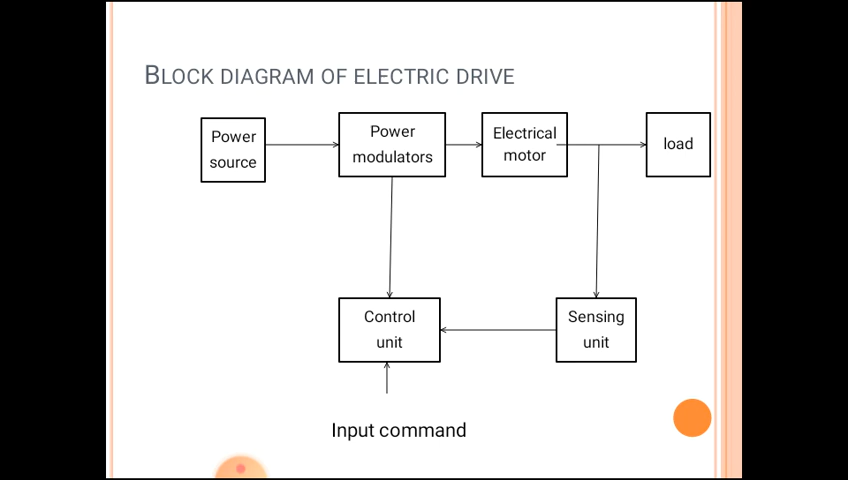 BLOCK DIAGRAM OF ELECTRIC DRIVE
Power
source
Power
modulators
Electrical
motor
load
Control
unit
Sensing
unit
Input command